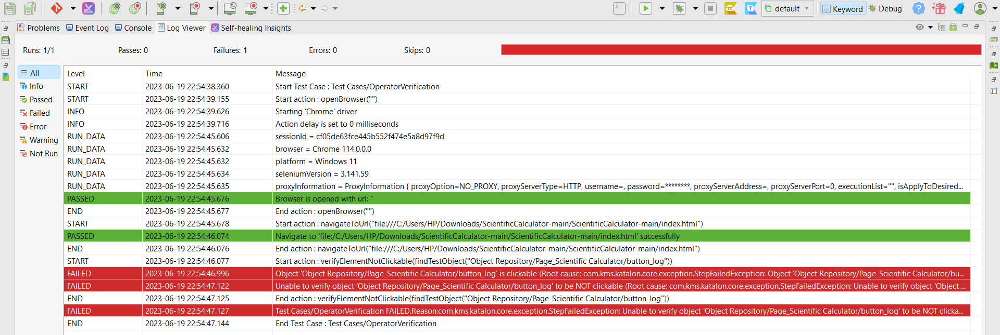 default
Keyword
Debug
Problems
Event Log
Console
Log Viewer
Self-healing Insights
Runs: 1/1
Passes: 0
Failures: 1
Errors: 0
Skips: 0
All
Info
Passed
Failed
Error
Warning
Not Run
Level Time Message
START 2023-06-19 22:54:38.360 Start Test Case : Test Cases/OperatorVerification
START 2023-06-19 22:54:39.155 Start action : openBrowser("")
INFO 2023-06-19 22:54:39.626 Starting 'Chrome' driver
INFO 2023-06-19 22:54:39.716 Action delay is set to 0 milliseconds
RUN_DATA 2023-06-19 22:54:45.606 sessionId = cf05de63fce445b552f474e5a8d97f9d
RUN_DATA 2023-06-19 22:54:45.632 browser = Chrome 114.0.0.0
RUN_DATA 2023-06-19 22:54:45.632 platform = Windows 11
RUN_DATA 2023-06-19 22:54:45.634 seleniumVersion = 3.141.59
RUN_DATA 2023-06-19 22:54:45.635 proxyInformation = ProxyInformation { proxyOption=NO_PROXY, proxyServerType=HTTP, username=, password=********, proxyServerAddress=, proxyServerPort=0, executionList="", isApplyToDesired...
PASSED 2023-06-19 22:54:45.676 Browser is opened with url: ''
END 2023-06-19 22:54:45.677 End action : openBrowser("")
START 2023-06-19 22:54:45.678 Start action : navigateToUrl("file:///C:/Users/HP/Downloads/ScientificCalculator-main/ScientificCalculator-main/index.html")
PASSED 2023-06-19 22:54:46.074 Navigate to 'file:/C:/Users/HP/Downloads/ScientificCalculator-main/ScientificCalculator-main/index.html' successfully
END 2023-06-19 22:54:46.076 End action : navigateToUrl("file:///C:/Users/HP/Downloads/ScientificCalculator-main/ScientificCalculator-main/index.html")
START 2023-06-19 22:54:46.077 Start action : verifyElementNotClickable(findTestObject("Object Repository/Page_Scientific Calculator/button_log"))
FAILED 2023-06-19 22:54:46.996 Object 'Object Repository/Page_Scientific Calculator/button_log' is clickable (Root cause: com.kms.katalon.core.exception.StepFailedException: Object 'Object Repository/Page_Scientific Calculator/bu...
FAILED 2023-06-19 22:54:47.122 Unable to verify object 'Object Repository/Page_Scientific Calculator/button_log' to be NOT clickable (Root cause: com.kms.katalon.core.exception.StepFailedException: Unable to verify object 'Object ...
END 2023-06-19 22:54:47.125 End action : verifyElementNotClickable(findTestObject("Object Repository/Page_Scientific Calculator/button_log"))
FAILED 2023-06-19 22:54:47.127 Test Cases/OperatorVerification FAILED.Reason:com.kms.katalon.core.exception.StepFailedException: Unable to verify object 'Object Repository/Page_Scientific Calculator/button_log' to be NOT clicka...
END 2023-06-19 22:54:47.144 End Test Case : Test Cases/OperatorVerification